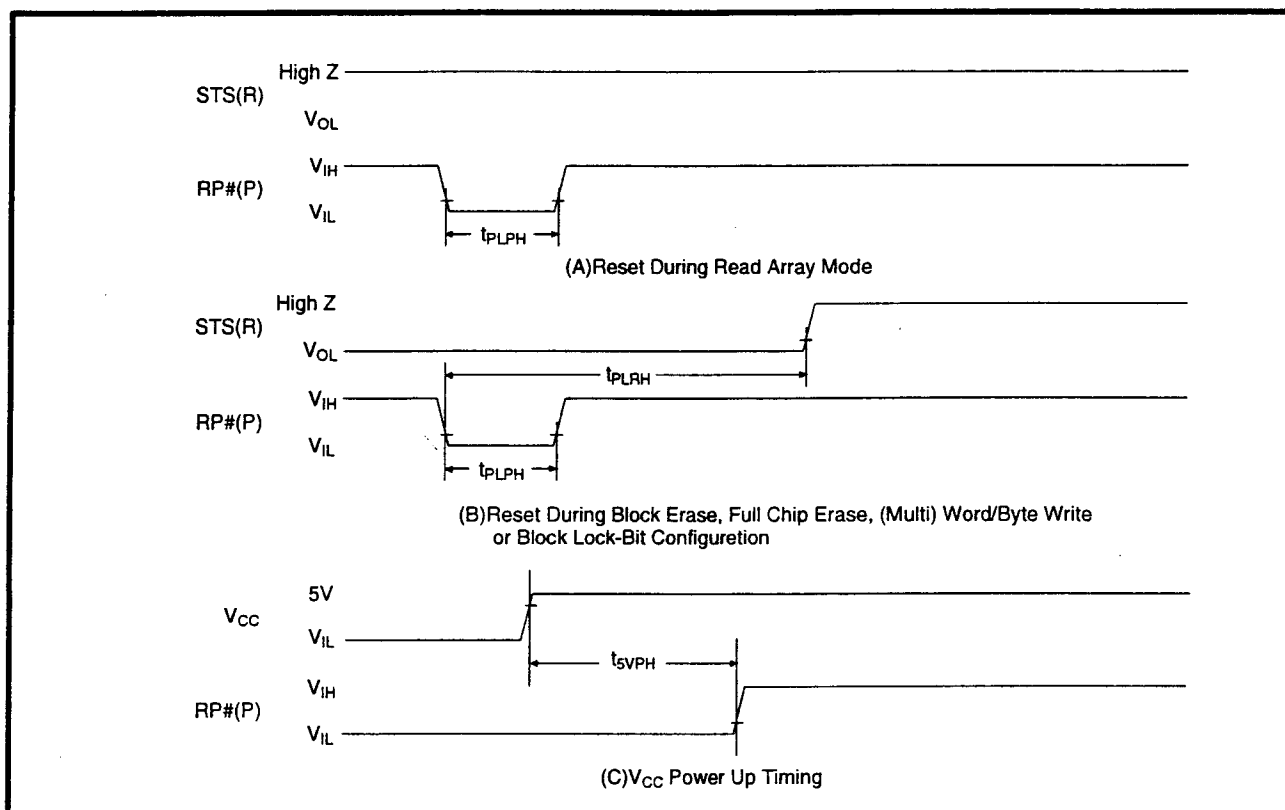 High Z
STS(R)
VOL
VIH
RP#(P)
VIL
tPLPH
(A)Reset During Read Array Mode
High Z
STS(R)
VOL
tPLRH
VIH
RP#(P)
VIL
tPLPH
(B)Reset During Block Erase, Full Chip Erase, (Multi) Word/Byte Write
or Block Lock-Bit Configuretion
5V
VCC
VIL
t5VPH
VIH
RP#(P)
VIL
(C)VCC Power Up Timing